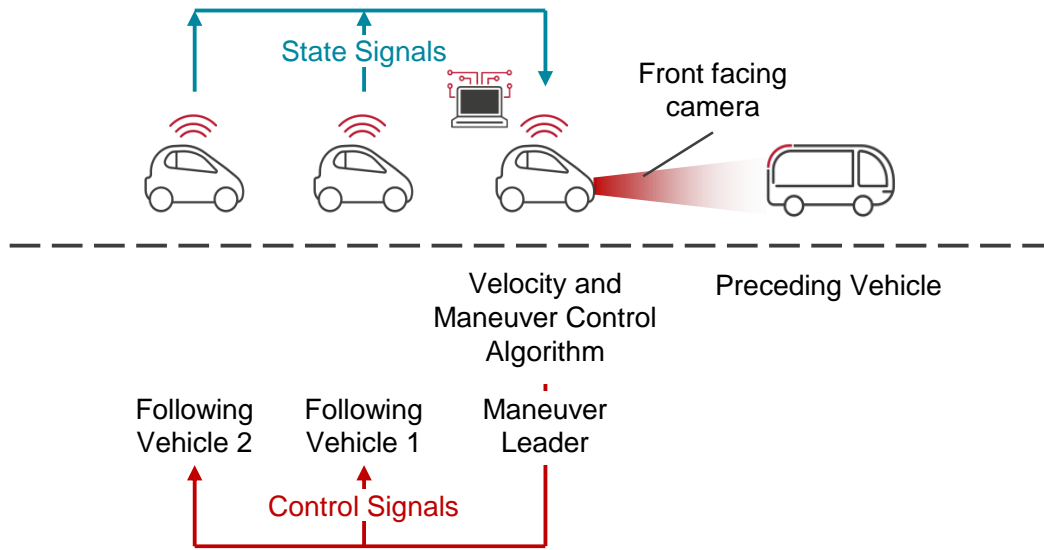 State Signals
Front facing
camera
Velocity and
Maneuver Control
Algorithm
Preceding Vehicle
Following
Vehicle 2
Following
Vehicle 1
Maneuver
Leader
Control Signals